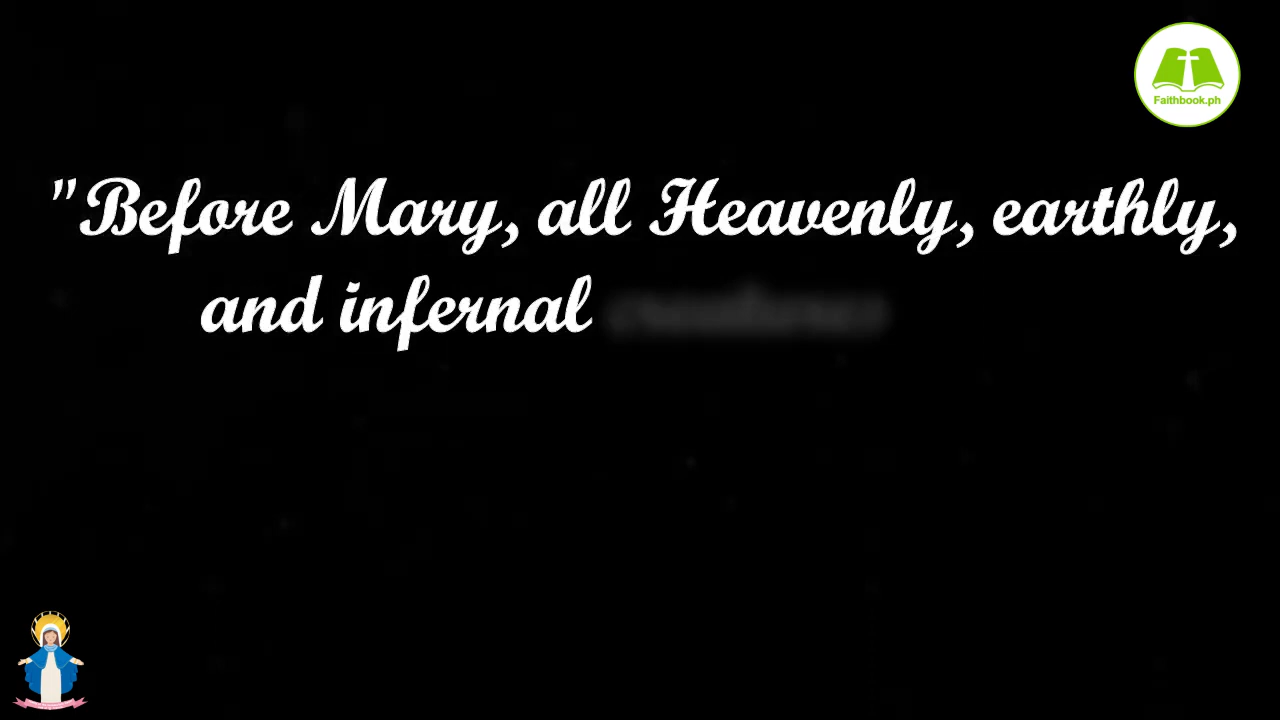 Faithbook.ph
"Before Mary, all Heavenly, earthly,
and infernal